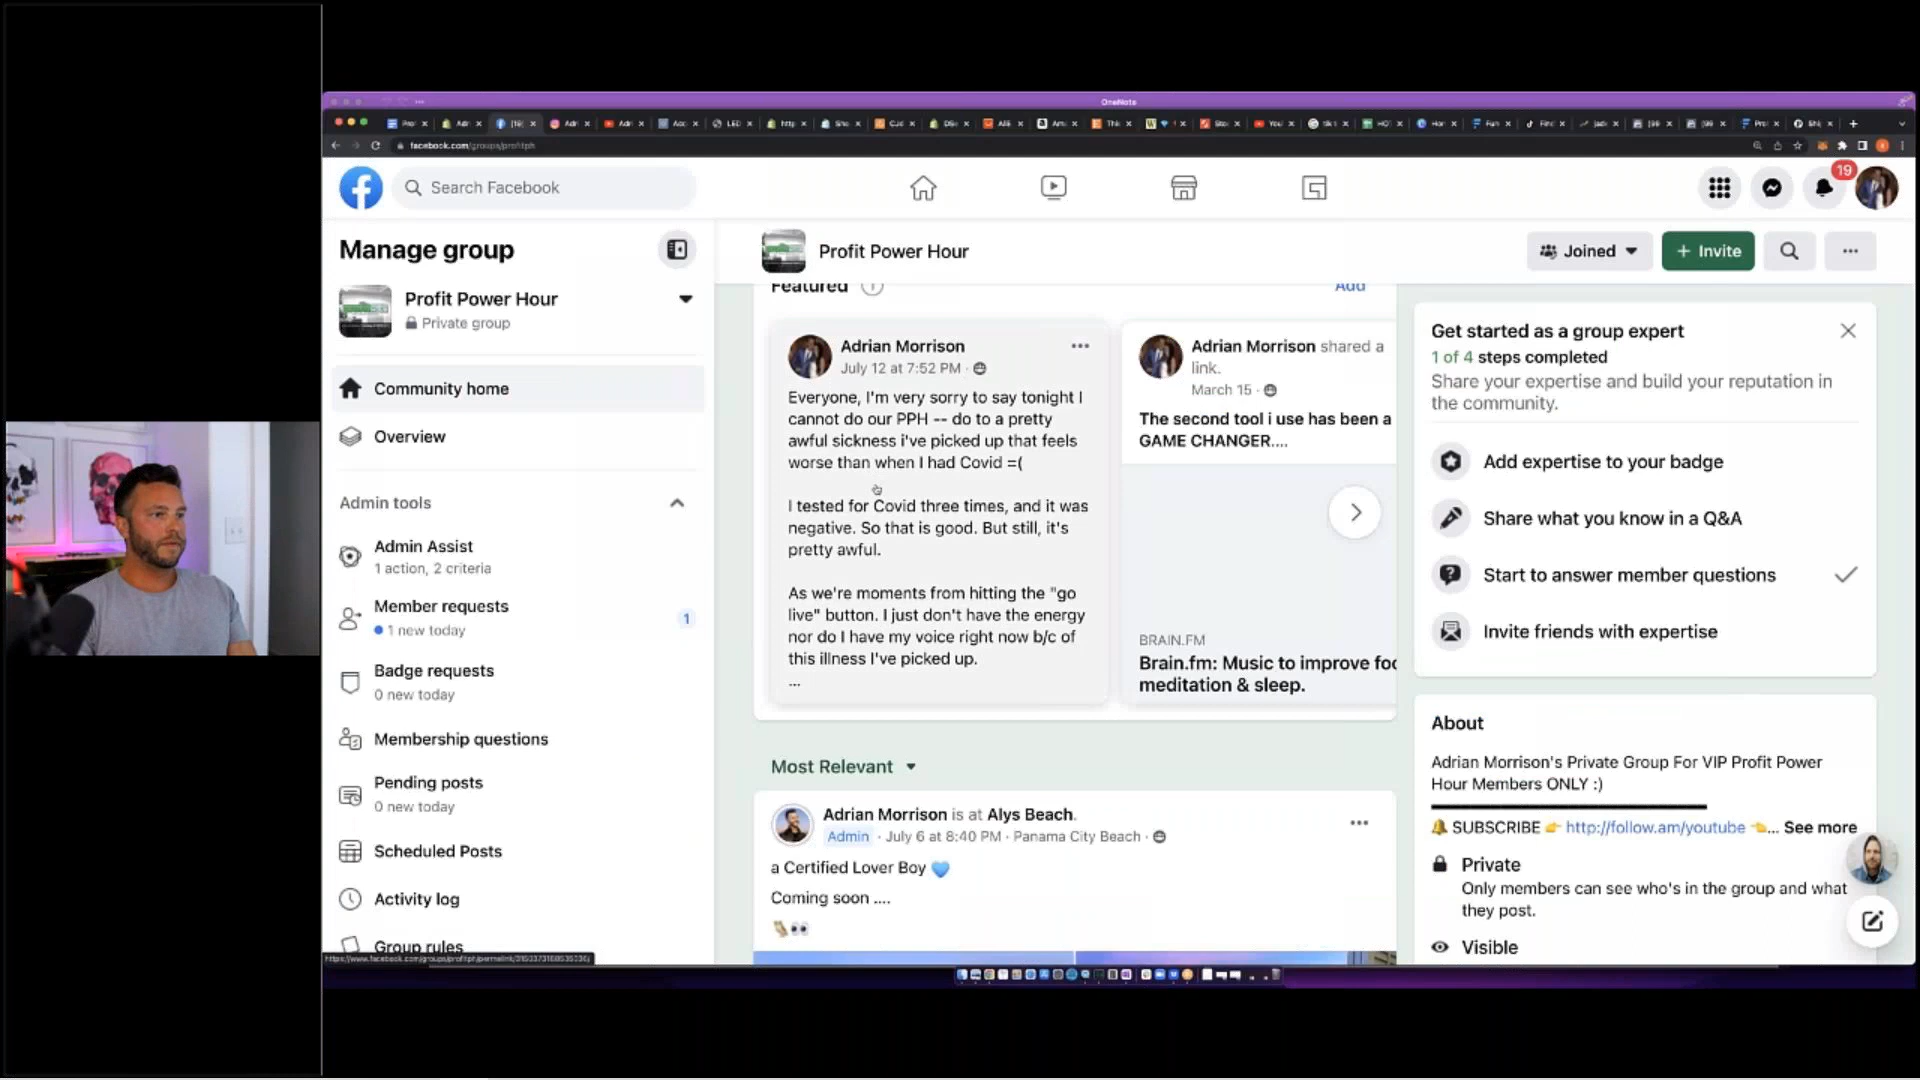 OneNote
facebook.com/groups/profitph
Search Facebook
19
Manage group
Profit Power Hour
Private group
Community home
Overview
Admin tools
Admin Assist
1 action, 2 criteria
Member requests
1 new today
1
Badge requests
0 new today
Membership questions
Pending posts
0 new today
Scheduled Posts
Activity log
Group rules
Profit Power Hour
Joined
+ Invite
Featured
Add
Adrian Morrison
July 12 at 7:52 PM ·
Everyone, I'm very sorry to say tonight I
cannot do our PPH -- do to a pretty
awful sickness i've picked up that feels
worse than when I had Covid =(
I tested for Covid three times, and it was
negative. So that is good. But still, it's
pretty awful.
As we're moments from hitting the "go
live" button. I just don't have the energy
nor do I have my voice right now b/c of
this illness I've picked up.
...
Adrian Morrison shared a
link.
March 15 ·
The second tool i use has been a
GAME CHANGER....
BRAIN.FM
Brain.fm: Music to improve foc
meditation & sleep.
Most Relevant
Adrian Morrison is at Alys Beach.
Admin · July 6 at 8:40 PM · Panama City Beach ·
a Certified Lover Boy 💙
Coming soon ....
Get started as a group expert
1 of 4 steps completed
Share your expertise and build your reputation in
the community.
Add expertise to your badge
Share what you know in a Q&A
Start to answer member questions
Invite friends with expertise
About
Adrian Morrison's Private Group For VIP Profit Power
Hour Members ONLY :)
🔔 SUBSCRIBE 👉 http://follow.am/youtube 👈... See more
Private
Only members can see who's in the group and what
they post.
Visible